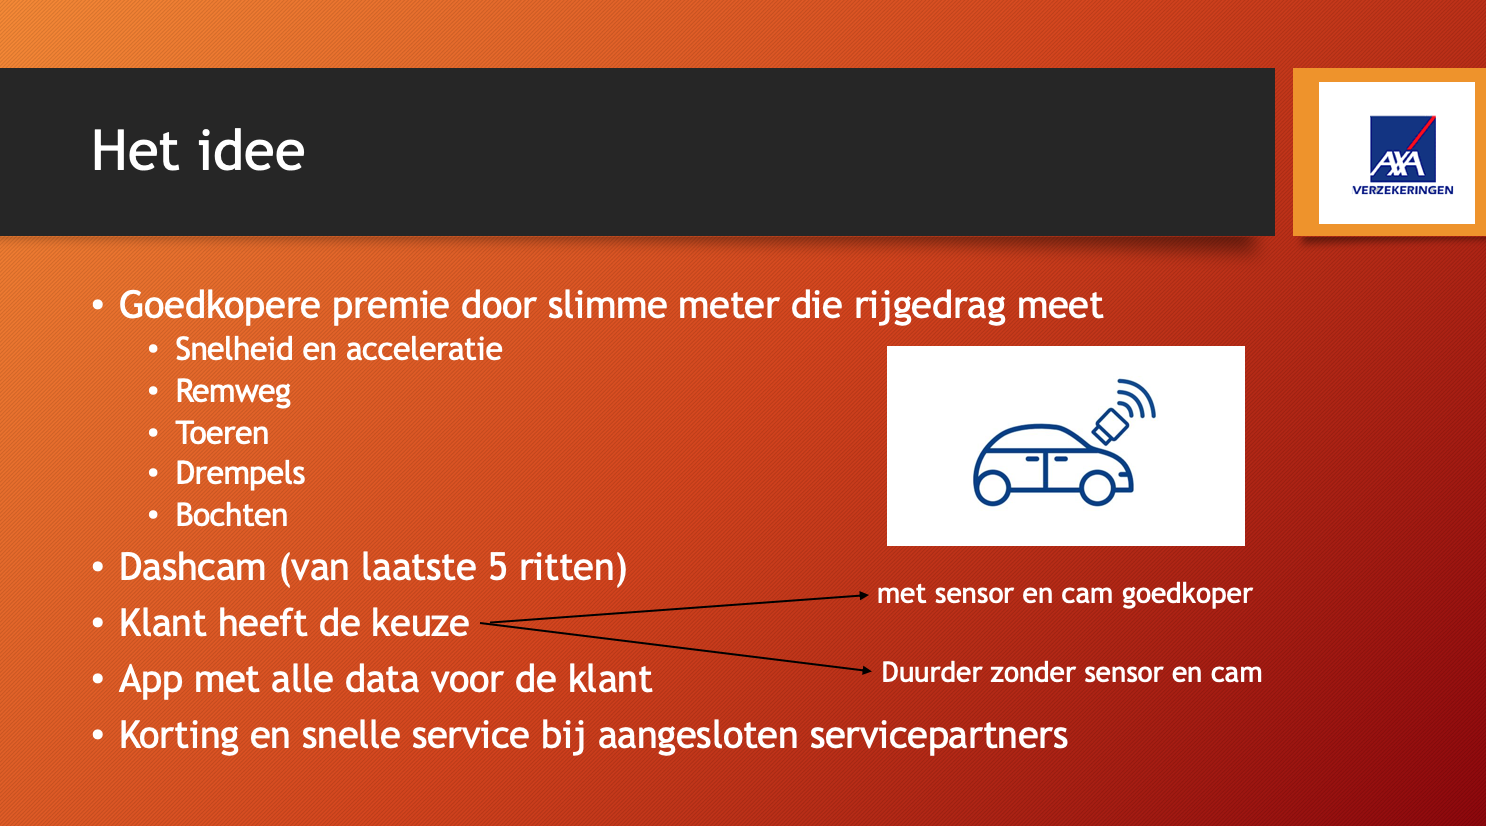 Het idee
AXA
VERZEKERINGEN
• Goedkopere premie door slimme meter die rijgedrag meet
• Snelheid en acceleratie
• Remweg
• Toeren
• Drempels
• Bochten
• Dashcam (van laatste 5 ritten)
• Klant heeft de keuze
met sensor en cam goedkoper
Duurder zonder sensor en cam
• App met alle data voor de klant
• Korting en snelle service bij aangesloten servicepartners